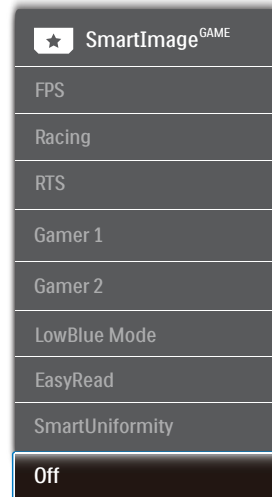 SmartImage GAME
FPS
Racing
RTS
Gamer 1
Gamer 2
LowBlue Mode
EasyRead
SmartUniformity
Off